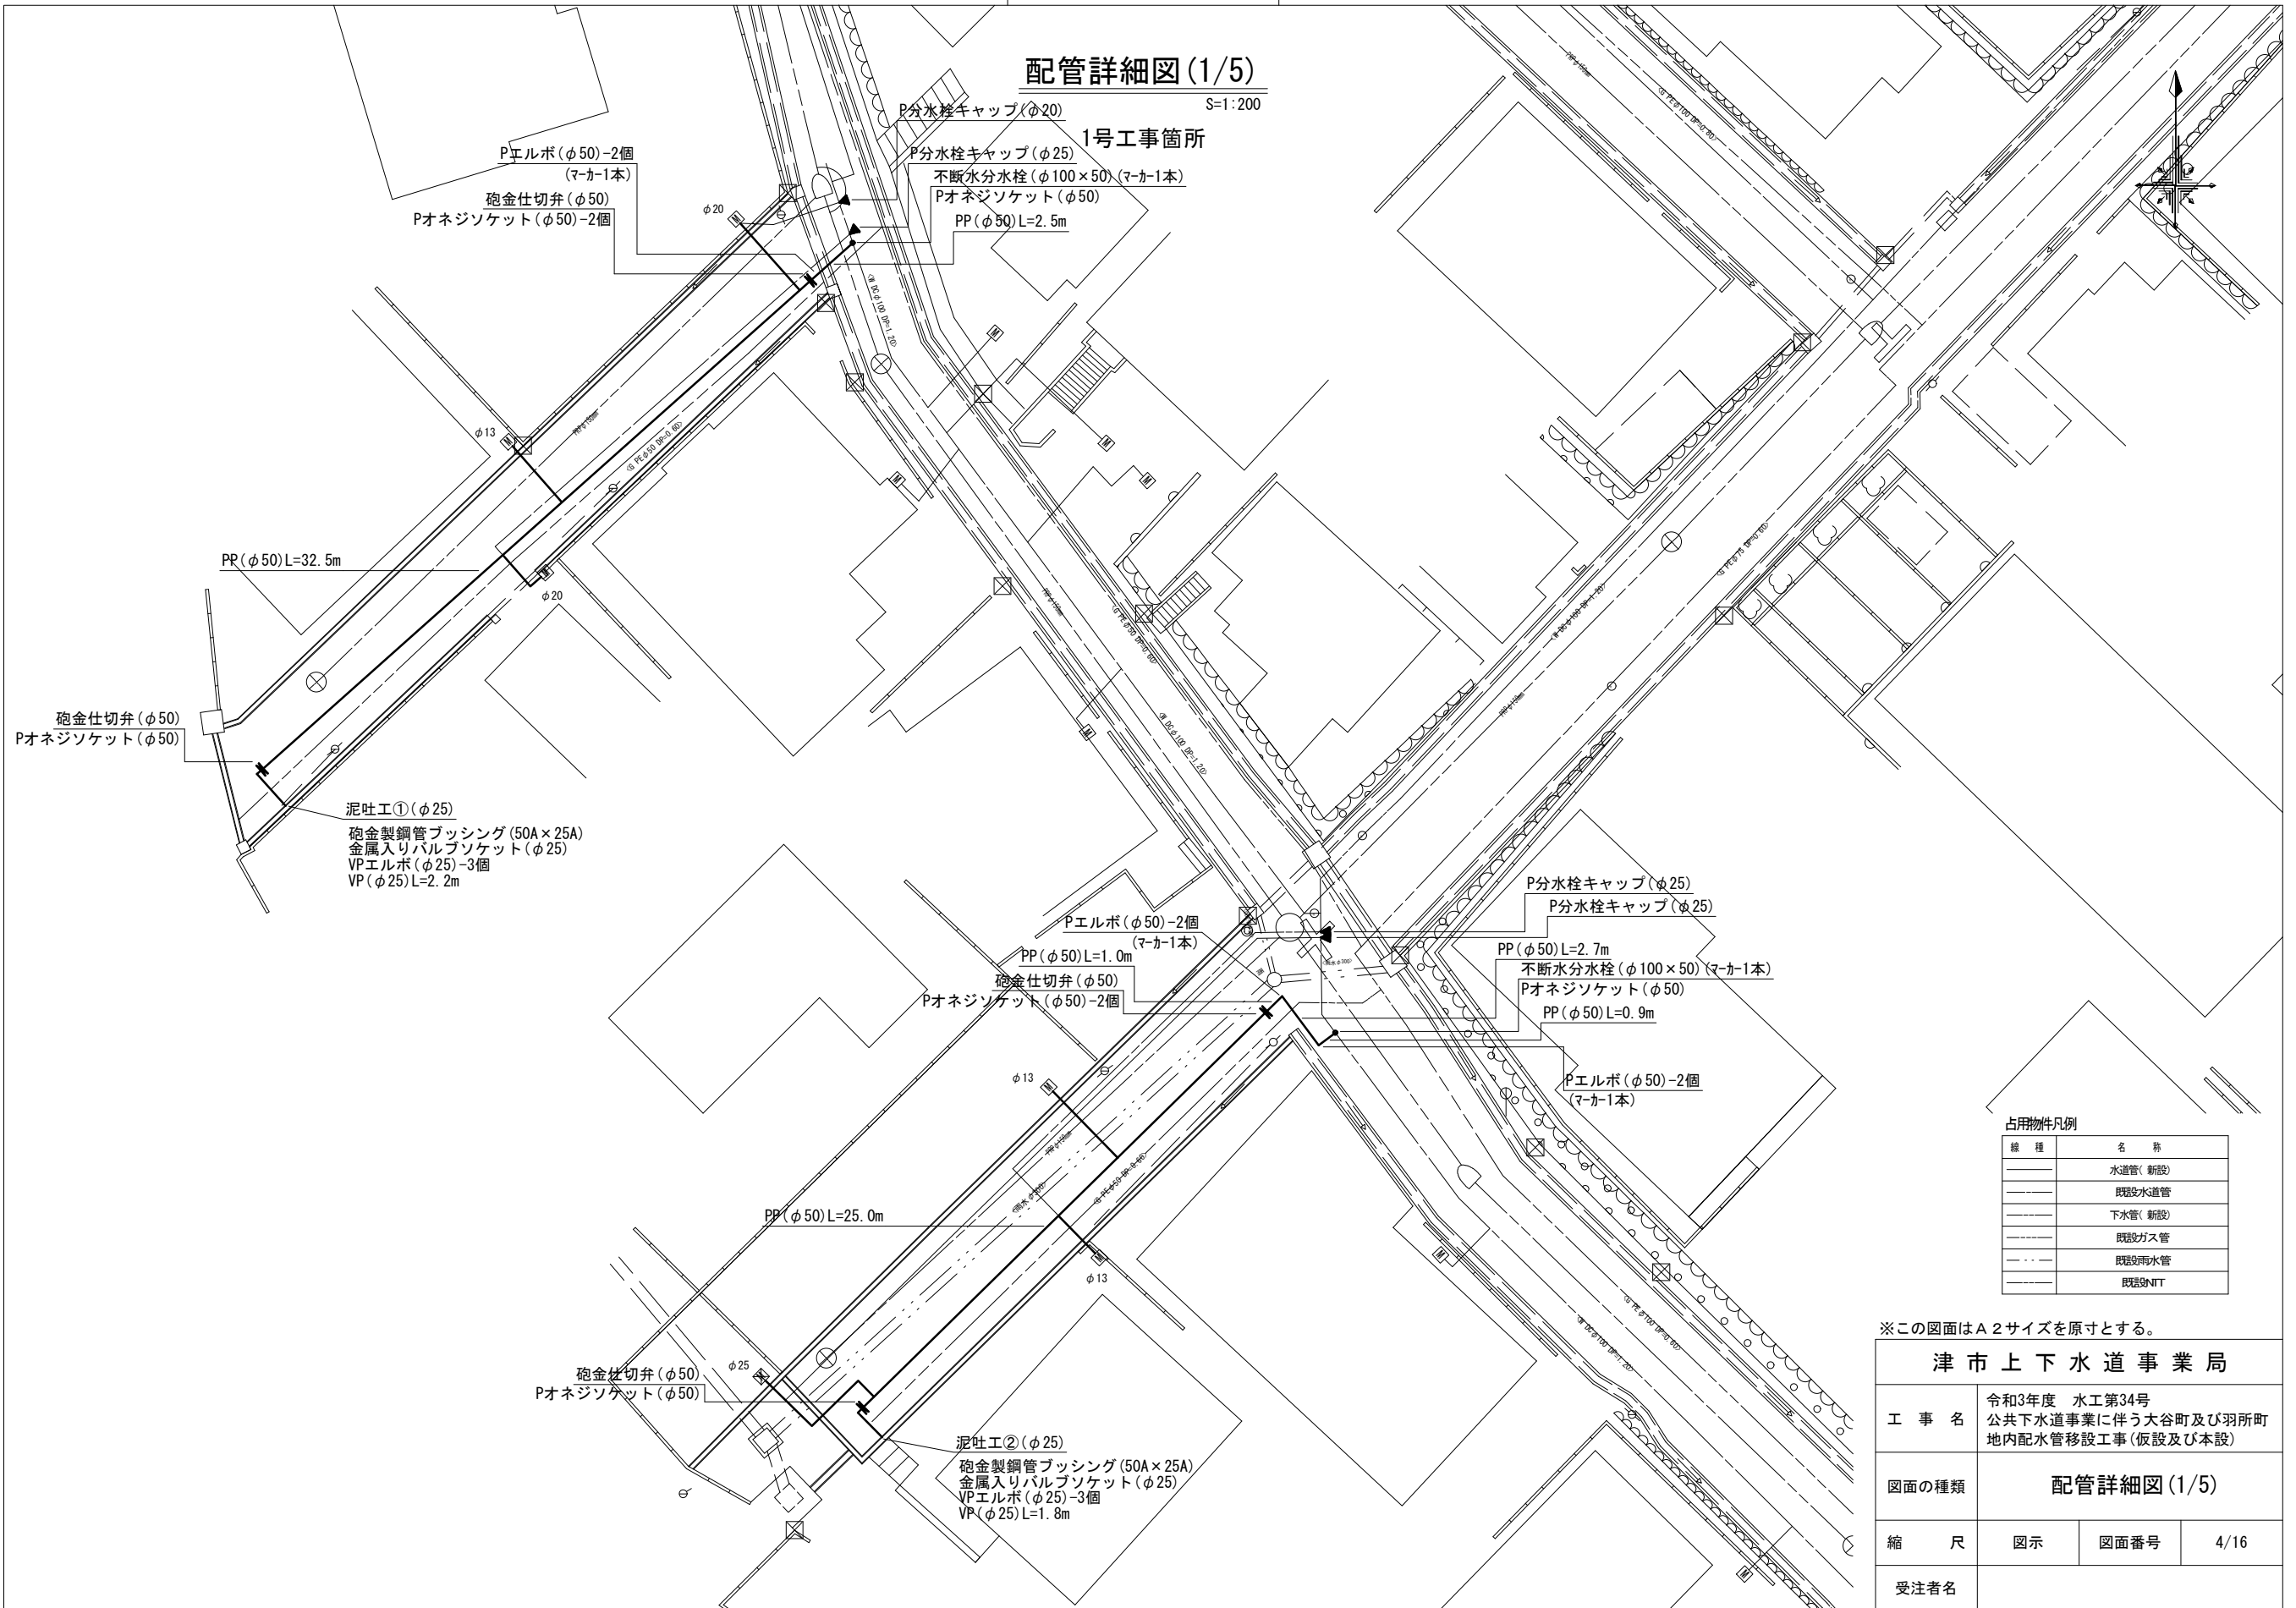 配管詳細図(1/5)
S=1:200
1号工事箇所
P分水栓キャップ(φ20)
Pエルボ(φ50)-2個
(マーカー1本)
P分水栓キャップ(φ25)
不断水分水栓(φ100×50)(マーカー1本)
Pオネジソケット(φ50)
砲金仕切弁(φ50)
Pオネジソケット(φ50)-2個
PP(φ50)L=2.5m
φ20
φ13
φ20
PP(φ50)L=32.5m
砲金仕切弁(φ50)
Pオネジソケット(φ50)
泥吐工①(φ25)
砲金製鋼管ブッシング(50A×25A)
金属入りバルブソケット(φ25)
VPエルボ(φ25)-3個
VP(φ25)L=2.2m
P分水栓キャップ(φ25)
P分水栓キャップ(φ25)
Pエルボ(φ50)-2個
(マーカー1本)
PP(φ50)L=1.0m
砲金仕切弁(φ50)
Pオネジソケット(φ50)-2個
PP(φ50)L=2.7m
不断水分水栓(φ100×50)(マーカー1本)
Pオネジソケット(φ50)
PP(φ50)L=0.9m
Pエルボ(φ50)-2個
(マーカー1本)
φ13
φ13
PP(φ50)L=25.0m
φ25
砲金仕切弁(φ50)
Pオネジソケット(φ50)
泥吐工②(φ25)
砲金製鋼管ブッシング(50A×25A)
金属入りバルブソケット(φ25)
VPエルボ(φ25)-3個
VP(φ25)L=1.8m
占用物件凡例
線種 名称
水道管(新設)
既設水道管
下水管(新設)
既設ガス管
既設雨水管
既設NTT
※この図面はA2サイズを原寸とする。
津市上下水道事業局
工事名 令和3年度 水工第34号
公共下水道事業に伴う大谷町及び羽所町
地内配水管移設工事(仮設及び本設)
図面の種類 配管詳細図(1/5)
縮尺 図示 図面番号 4/16
受注者名